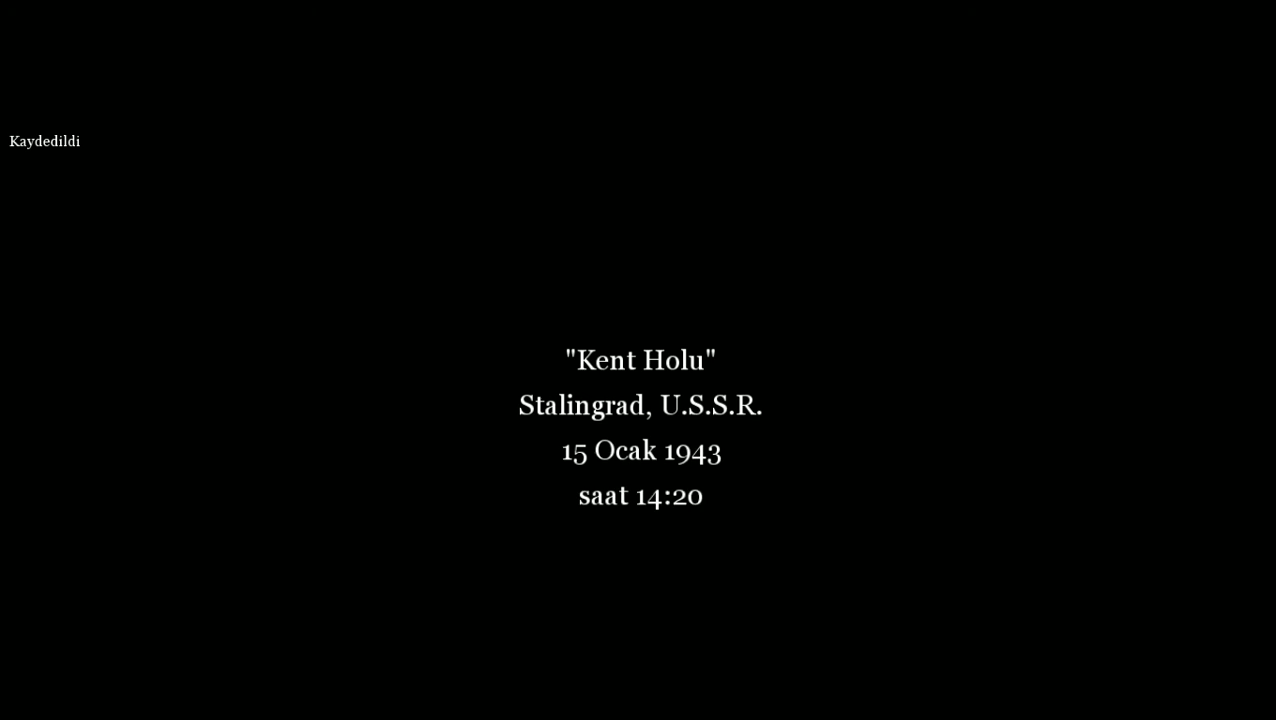 Kaydedildi
"Kent Holu"
Stalingrad, U.S.S.R.
15 Ocak 1943
saat 14:20